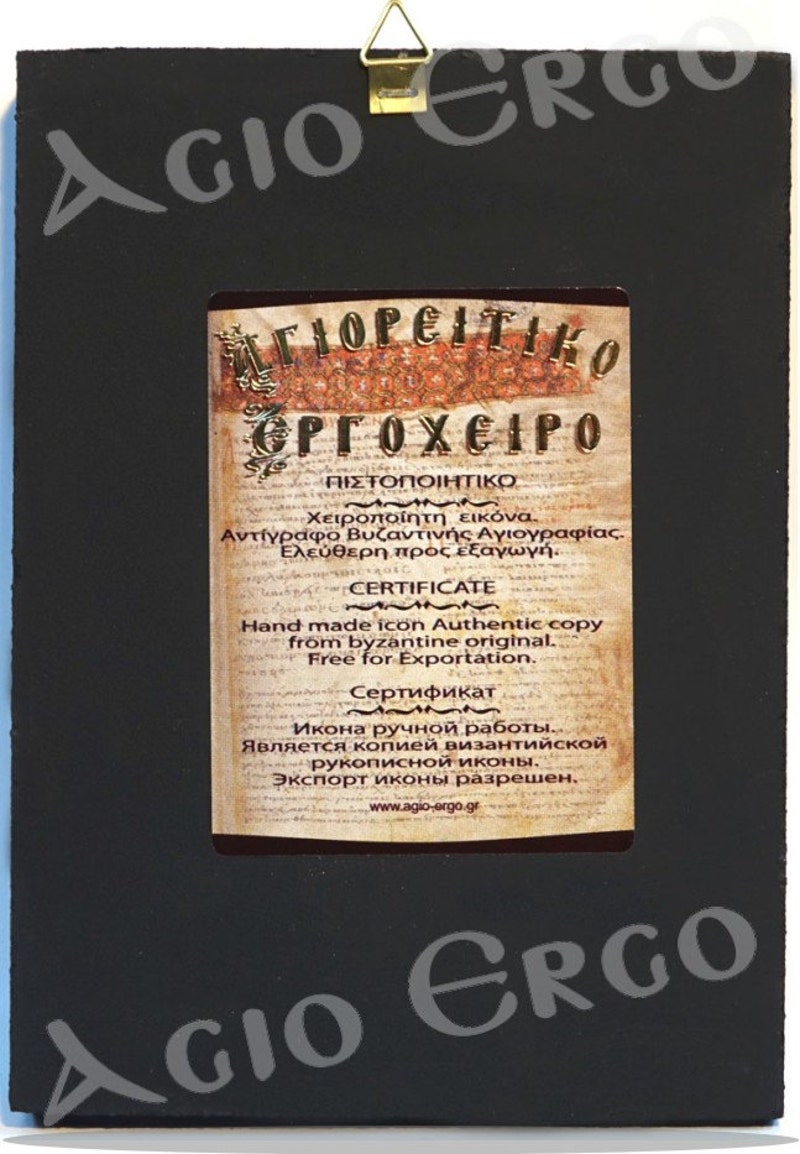 Agio Ergo
ΑΓΙΟΡΕΙΤΙΚΟ
ΕΡΓΟΧΕΙΡΟ
ΠΙΣΤΟΠΟΙΗΤΙΚΟ
Χειροποίητη εικόνα.
Αντίγραφο Βυζαντινής Αγιογραφίας.
Ελεύθερη προς εξαγωγή.
CERTIFICATE
Hand made icon Authentic copy
from byzantine original.
Free for Exportation.
Сертификат
Икона ручной работы.
Является копией византийской
рукописной иконы.
Экспорт иконы разрешен.
www.agio-ergo.gr
Agio Ergo